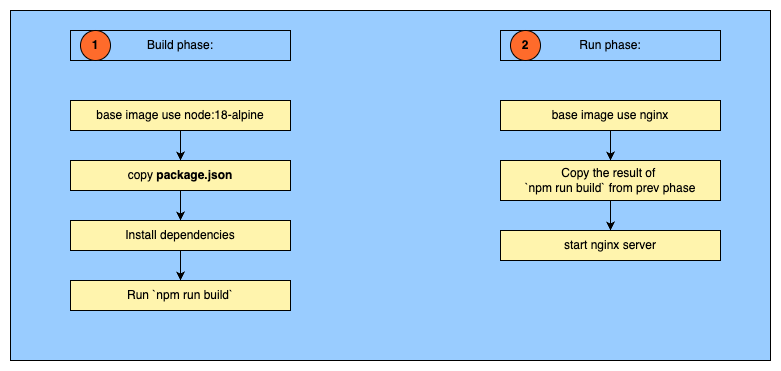 1
Build phase:
base image use node:18-alpine
copy package.json
Install dependencies
Run `npm run build`
2
Run phase:
base image use nginx
Copy the result of
`npm run build` from prev phase
start nginx server